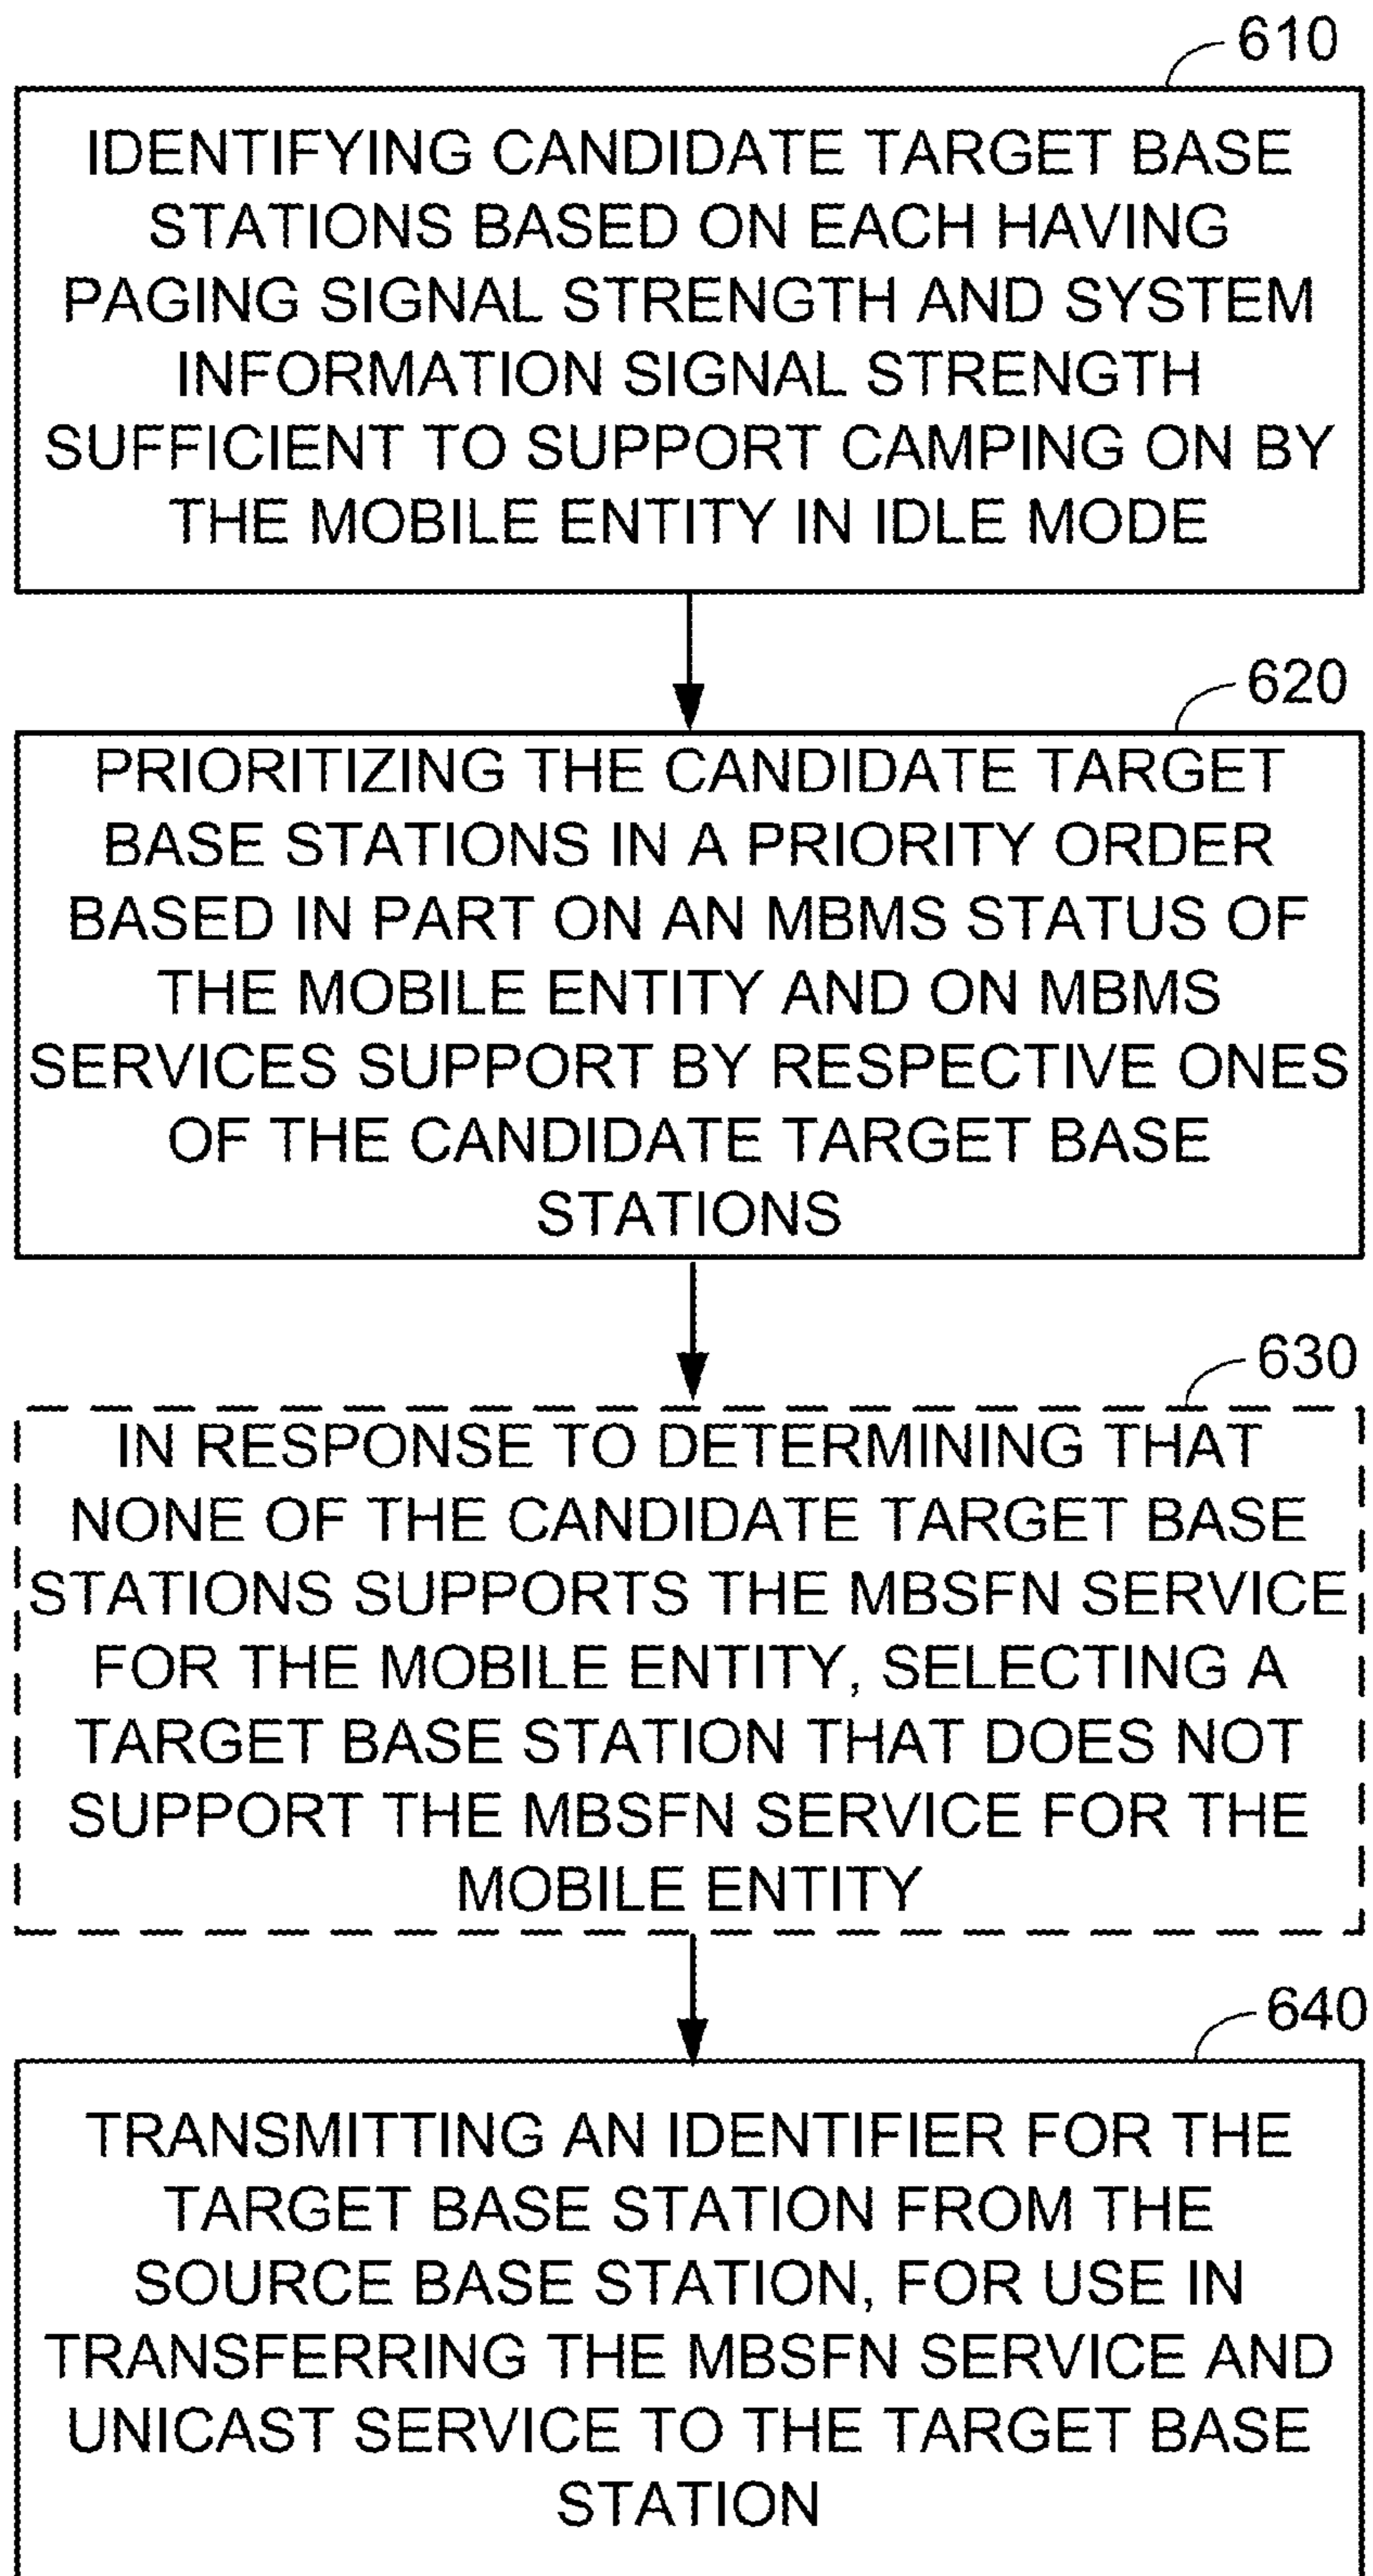 610
IDENTIFYING CANDIDATE TARGET BASE
STATIONS BASED ON EACH HAVING
PAGING SIGNAL STRENGTH AND SYSTEM
INFORMATION SIGNAL STRENGTH
SUFFICIENT TO SUPPORT CAMPING ON BY
THE MOBILE ENTITY IN IDLE MODE
620
PRIORITIZING THE CANDIDATE TARGET
BASE STATIONS IN A PRIORITY ORDER
BASED IN PART ON AN MBMS STATUS OF
THE MOBILE ENTITY AND ON MBMS
SERVICES SUPPORT BY RESPECTIVE ONES
OF THE CANDIDATE TARGET BASE
STATIONS
630
IN RESPONSE TO DETERMINING THAT
NONE OF THE CANDIDATE TARGET BASE
STATIONS SUPPORTS THE MBSFN SERVICE
FOR THE MOBILE ENTITY, SELECTING A
TARGET BASE STATION THAT DOES NOT
SUPPORT THE MBSFN SERVICE FOR THE
MOBILE ENTITY
640
TRANSMITTING AN IDENTIFIER FOR THE
TARGET BASE STATION FROM THE
SOURCE BASE STATION, FOR USE IN
TRANSFERRING THE MBSFN SERVICE AND
UNICAST SERVICE TO THE TARGET BASE
STATION